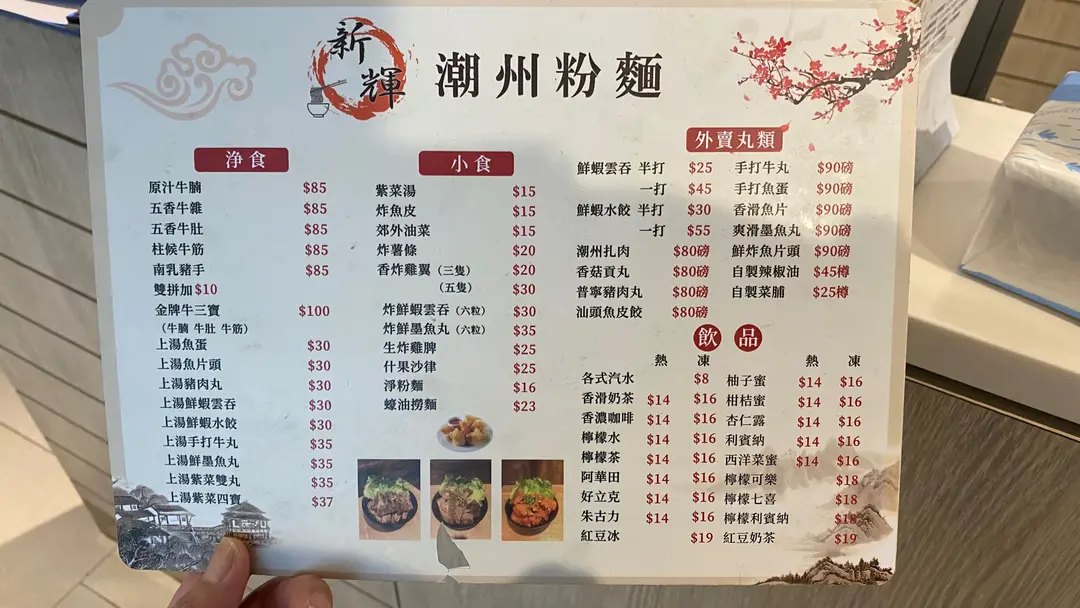 新輝
潮州粉麵
淨食
原汁牛腩 $85
五香牛雜 $85
五香牛肚 $85
柱候牛筋 $85
南乳豬手 $85
雙拼加$10
金牌牛三寶 $100
(牛腩 牛肚 牛筋)
上湯魚蛋 $30
上湯魚片頭 $30
上湯豬肉丸 $30
上湯鮮蝦雲吞 $30
上湯鮮蝦水餃 $30
上湯手打牛丸 $35
上湯鮮墨魚丸 $35
上湯紫菜雙丸 $35
上湯紫菜四寶 $37
小食
紫菜湯 $15
炸魚皮 $15
郊外油菜 $15
炸薯條 $20
香炸雞翼 (三隻) $20
(五隻) $30
炸鮮蝦雲吞 (六粒) $30
炸鮮墨魚丸 (六粒) $35
生炸雞髀 $25
什果沙律 $25
淨粉麵 $16
蠔油撈麵 $23
外賣丸類
鮮蝦雲吞 半打 $25
一打 $45
鮮蝦水餃 半打 $30
一打 $55
潮州扎肉 $80磅
香菇貢丸 $80磅
普寧豬肉丸 $80磅
汕頭魚皮餃 $80磅
手打牛丸 $90磅
手打魚蛋 $90磅
香滑魚片 $90磅
爽滑墨魚丸 $90磅
鮮炸魚片頭 $90磅
自製辣椒油 $45樽
自製菜脯 $25樽
飲品
熱 凍
各式汽水 $8
香滑奶茶 $14 $16
香濃咖啡 $14 $16
檸檬水 $14 $16
檸檬茶 $14 $16
阿華田 $14 $16
好立克 $14 $16
朱古力 $14 $16
紅豆冰 $19
熱 凍
柚子蜜 $14 $16
柑桔蜜 $14 $16
杏仁露 $14 $16
利賓納 $14 $16
西洋菜蜜 $14 $16
檸檬可樂 $18
檸檬七喜 $18
檸檬利賓納 $18
紅豆奶茶 $19